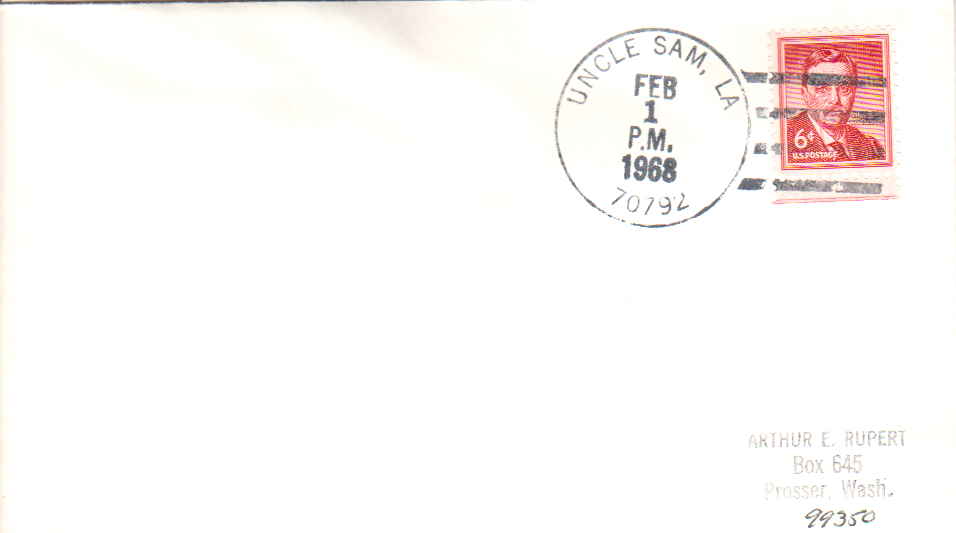 UNCLE SAM, LA
FEB
1
P.M.
1968
70792
6¢
U.S. POSTAGE
ARTHUR E. RUPERT
Box 645
Prosser, Wash.
99350